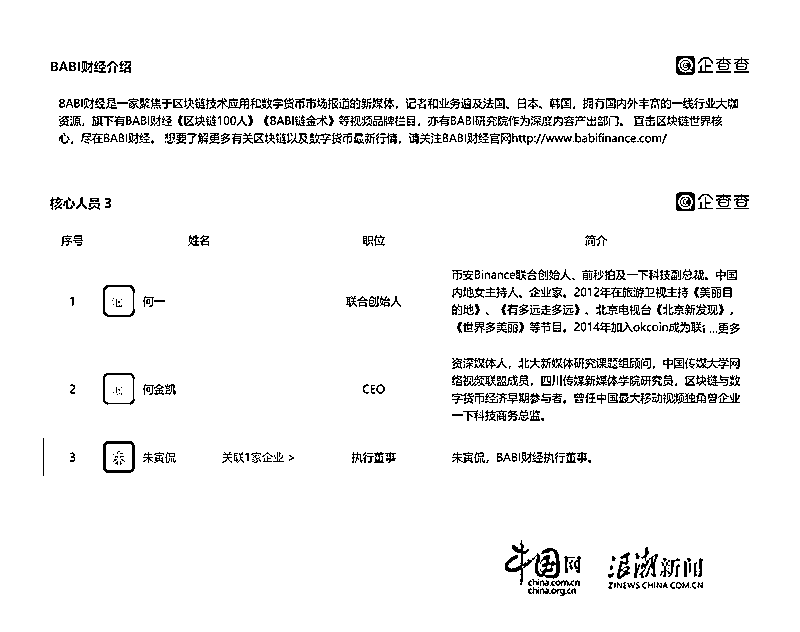 BABI财经介绍
企查查
BABI财经是一家聚焦于区块链技术应用和数字货币市场报道的新媒体，记者和业务遍及法国、日本、韩国，拥有国内外丰富的一线行业大咖
资源，旗下有BABI财经《区块链100人》《BABI链金术》等视频品牌栏目，亦有BABI研究院作为深度内容产出部门。 直击区块链世界核
心，尽在BABI财经。 想要了解更多有关区块链以及数字货币最新行情，请关注BABI财经官网http://www.babifinance.com/
核心人员 3
企查查
序号 姓名 职位 简介
1 何 何一 联合创始人
币安Binance联合创始人、前秒拍及一下科技副总裁。中国
内地女主持人、企业家。2012年在旅游卫视主持《美丽目
的地》、《有多远走多远》、北京电视台《北京新发现》，
《世界多美丽》等节目。2014年加入okcoin成为联 ...更多
2 何 何金凯 CEO
资深媒体人，北大新媒体研究课题组顾问，中国传媒大学网
络视频联盟成员，四川传媒新媒体学院研究员，区块链与数
字货币经济早期参与者。曾任中国最大移动视频独角兽企业
一下科技商务总监。
3 朱 朱寅侃 关联1家企业 > 执行董事 朱寅侃，BABI财经执行董事。
中国网 浪潮新闻
china.com.cn ZINEWS.CHINA.COM.CN
china.org.cn